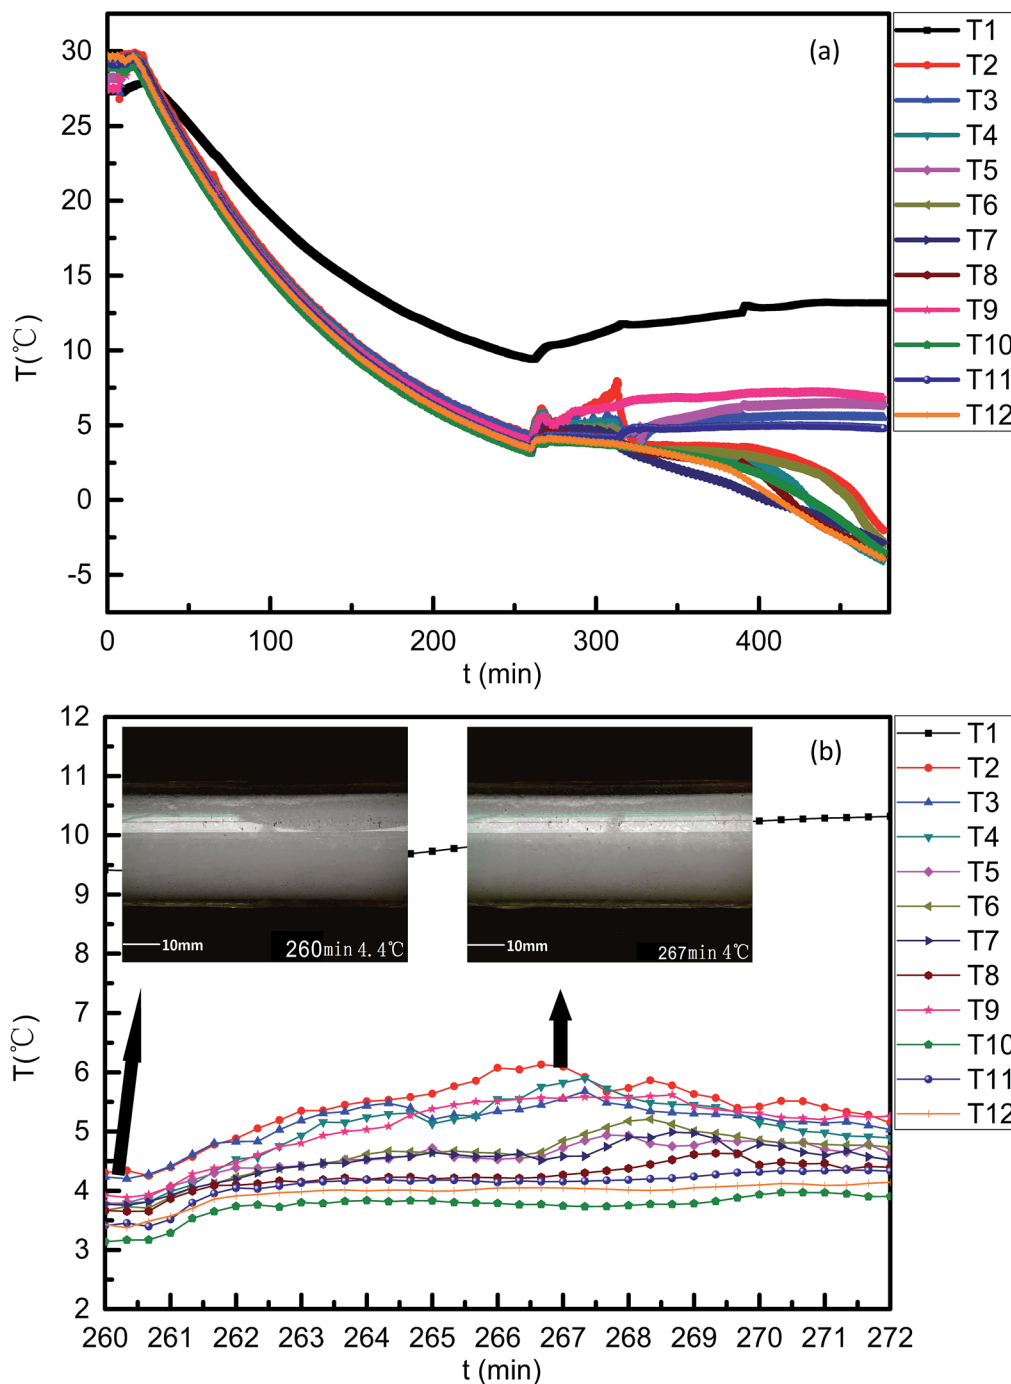 (a)
T(℃)
30
25
20
15
10
5
0
-5
0 100 200 300 400
t (min)
T1
T2
T3
T4
T5
T6
T7
T8
T9
T10
T11
T12
(b)
T(℃)
12
11
10
9
8
7
6
5
4
3
2
10mm
260min 4.4℃
10mm
267min 4℃
260 261 262 263 264 265 266 267 268 269 270 271 272
t (min)
T1
T2
T3
T4
T5
T6
T7
T8
T9
T10
T11
T12